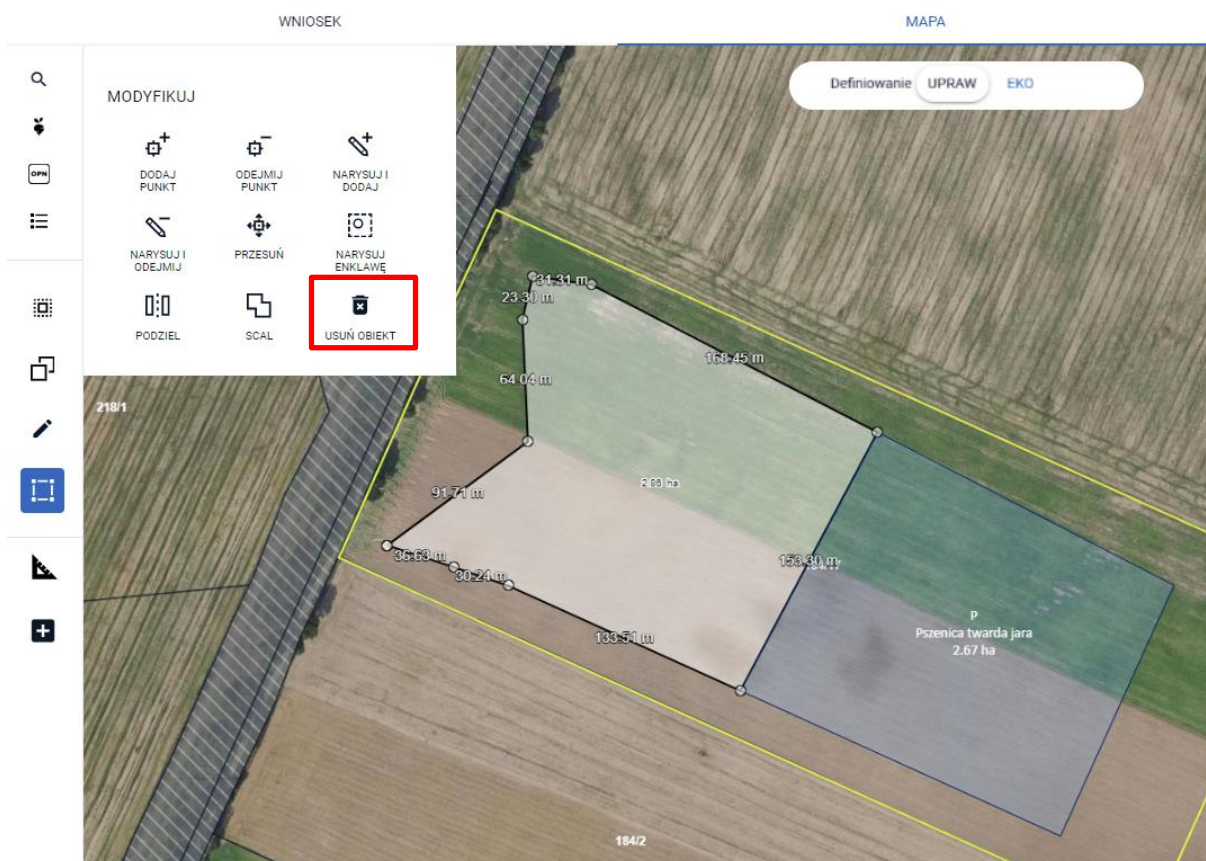 WNIOSEK
MAPA
MODYFIKUJ
Definiowanie UPRAW EKO
DODAJ
PUNKT
ODEJMIJ
PUNKT
NARYSUJ I
DODAJ
OPN
NARYSUJ I
ODEJMIJ
PRZESUŃ
NARYSUJ
ENKLAWĘ
PODZIEL
SCAL
USUŃ OBIEKT
31.31 m
23.30 m
168.45 m
64.04 m
218/1
2.86 ha
91.71 m
36.63 m
30.24 m
153.30 m
133.51 m
P
Pszenica twarda jara
2.67 ha
184/2